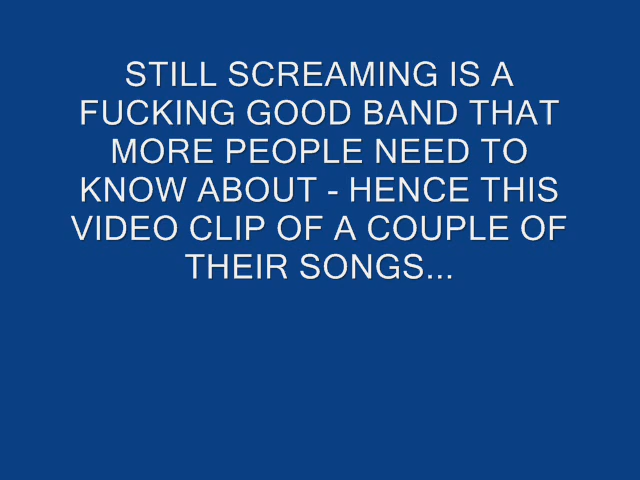 STILL SCREAMING IS A
FUCKING GOOD BAND THAT
MORE PEOPLE NEED TO
KNOW ABOUT - HENCE THIS
VIDEO CLIP OF A COUPLE OF
THEIR SONGS...